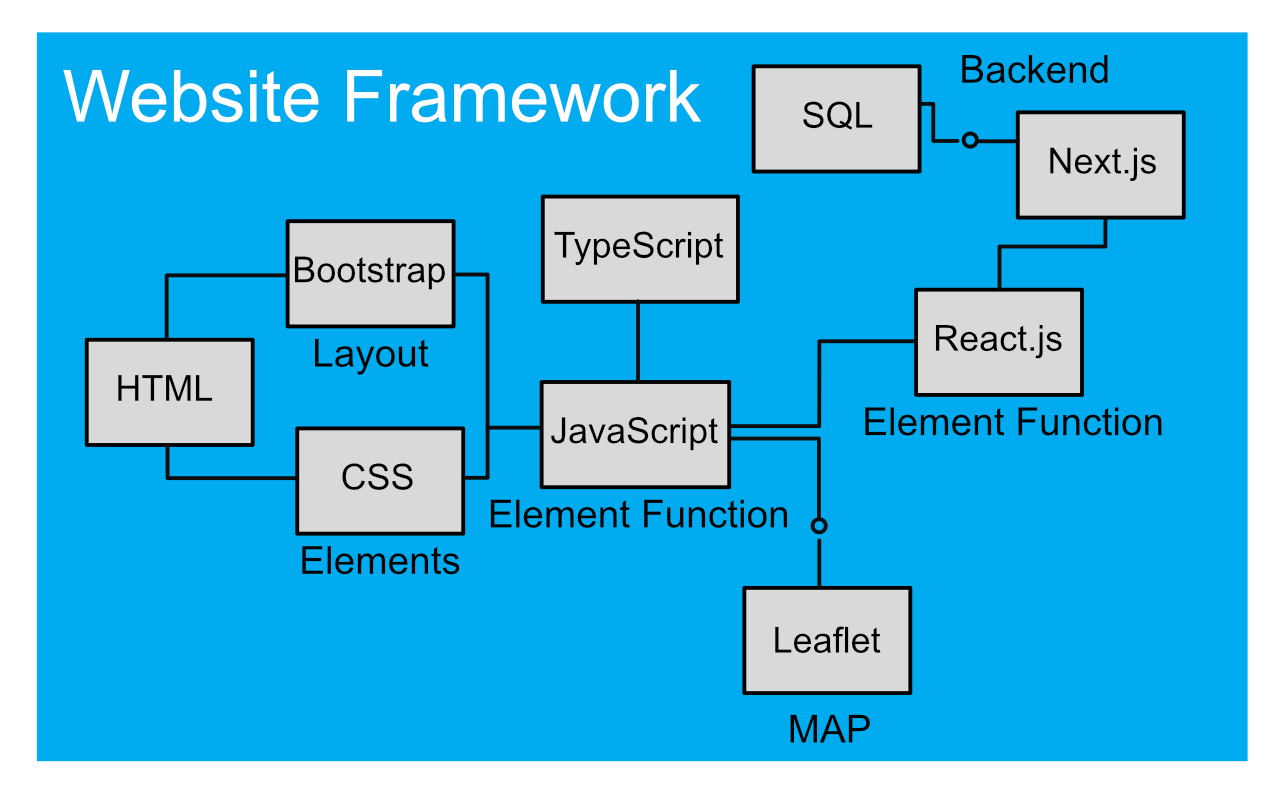 Website Framework
Backend
SQL
Next.js
TypeScript
Bootstrap
Layout
React.js
HTML
Element Function
JavaScript
CSS
Element Function
Elements
Leaflet
MAP